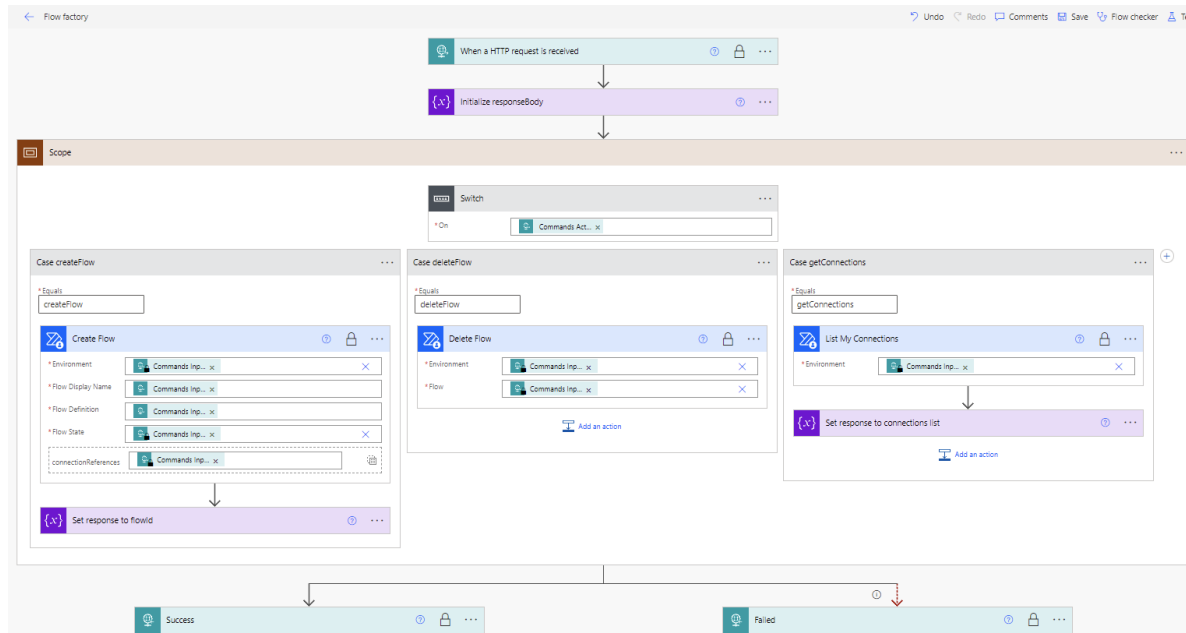 Flow factory
Undo Redo Comments Save Flow checker
When a HTTP request is received
{x} Initialize responseBody
Scope
Switch
* On Commands Act... x
Case createFlow
* Equals
createFlow
Create Flow
* Environment Commands Inp... x
* Flow Display Name Commands Inp... x
* Flow Definition Commands Inp... x
* Flow State Commands Inp... x
connectionReferences Commands Inp... x
{x} Set response to flowId
Case deleteFlow
* Equals
deleteFlow
Delete Flow
* Environment Commands Inp... x
* Flow Commands Inp... x
Add an action
Case getConnections
* Equals
getConnections
List My Connections
* Environment Commands Inp... x
{x} Set response to connections list
Add an action
Success
Failed